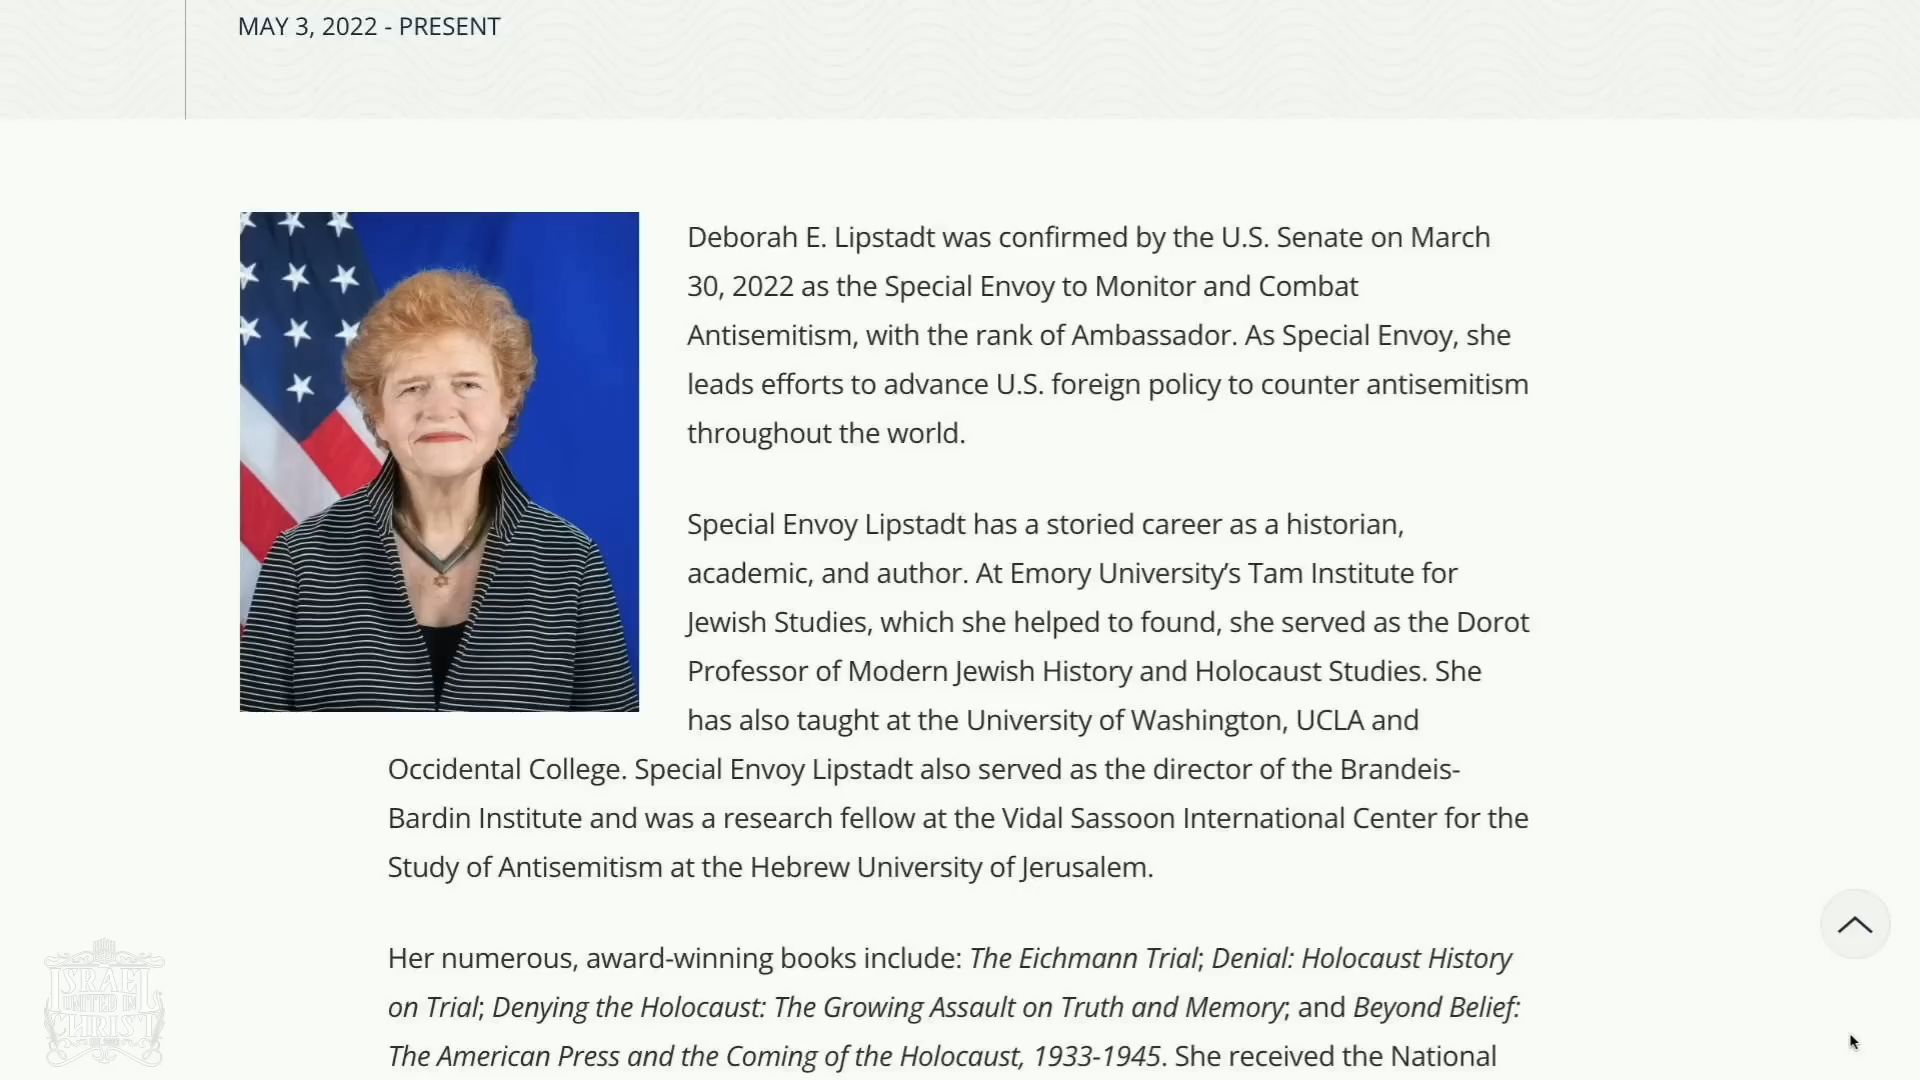 MAY 3, 2022 - PRESENT
Deborah E. Lipstadt was confirmed by the U.S. Senate on March
30, 2022 as the Special Envoy to Monitor and Combat
Antisemitism, with the rank of Ambassador. As Special Envoy, she
leads efforts to advance U.S. foreign policy to counter antisemitism
throughout the world.
Special Envoy Lipstadt has a storied career as a historian,
academic, and author. At Emory University’s Tam Institute for
Jewish Studies, which she helped to found, she served as the Dorot
Professor of Modern Jewish History and Holocaust Studies. She
has also taught at the University of Washington, UCLA and
Occidental College. Special Envoy Lipstadt also served as the director of the Brandeis-
Bardin Institute and was a research fellow at the Vidal Sassoon International Center for the
Study of Antisemitism at the Hebrew University of Jerusalem.
Her numerous, award-winning books include: The Eichmann Trial; Denial: Holocaust History
on Trial; Denying the Holocaust: The Growing Assault on Truth and Memory; and Beyond Belief:
The American Press and the Coming of the Holocaust, 1933-1945. She received the National
ISRAEL
UNITED IN
CHRIST